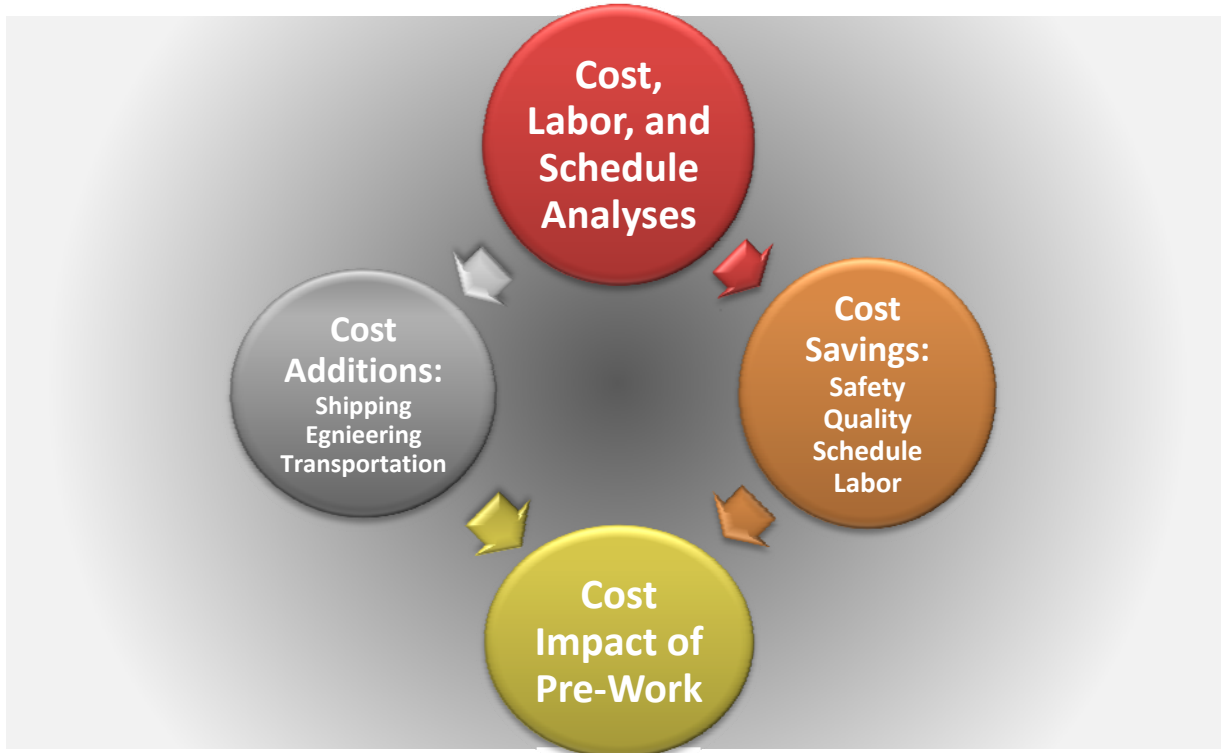 Cost,
Labor, and
Schedule
Analyses
Cost
Additions:
Shipping
Egnieering
Transportation
Cost
Savings:
Safety
Quality
Schedule
Labor
Cost
Impact of
Pre-Work